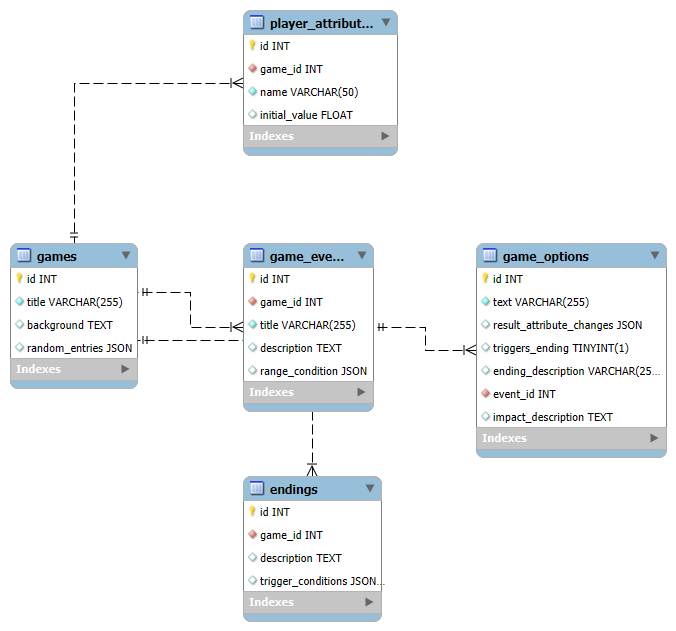 player_attribut...
id INT
game_id INT
name VARCHAR(50)
initial_value FLOAT
Indexes
games
id INT
title VARCHAR(255)
background TEXT
random_entries JSON
Indexes
game_eve...
id INT
game_id INT
title VARCHAR(255)
description TEXT
range_condition JSON
Indexes
game_options
id INT
text VARCHAR(255)
result_attribute_changes JSON
triggers_ending TINYINT(1)
ending_description VARCHAR(25...
event_id INT
impact_description TEXT
Indexes
endings
id INT
game_id INT
description TEXT
trigger_conditions JSON...
Indexes